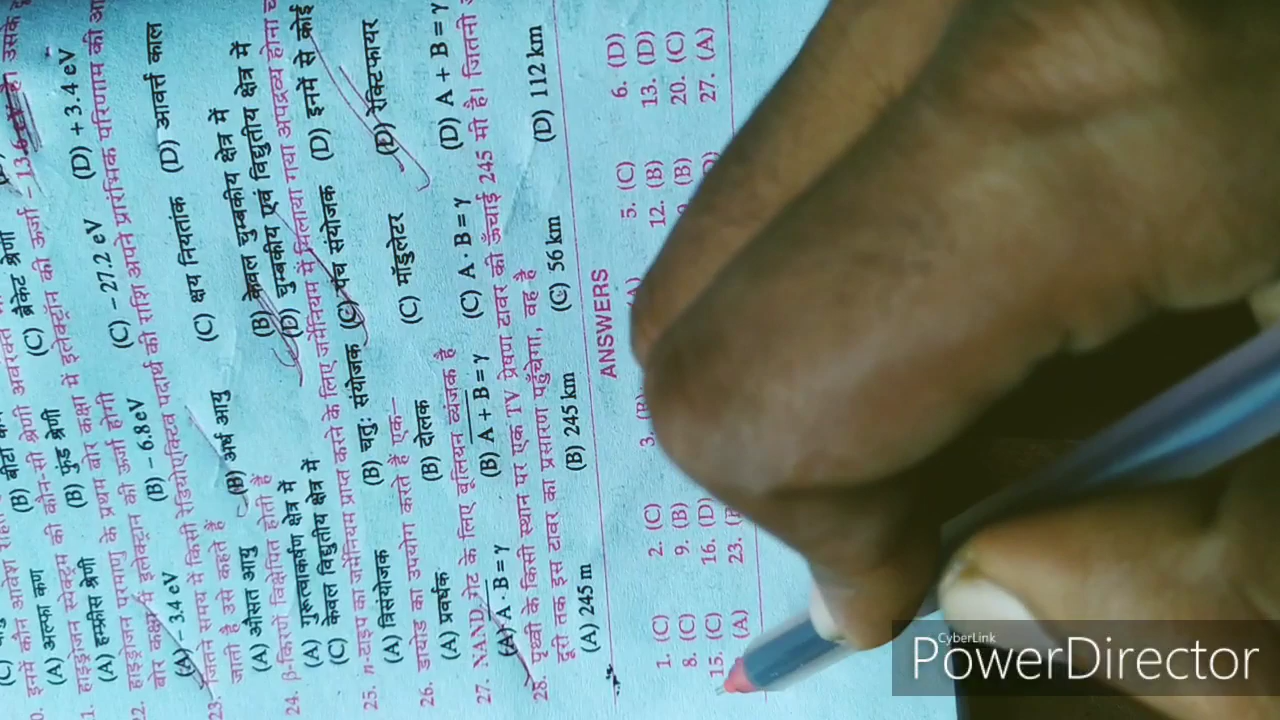 0. इनमें कौन आवेश
(A) अल्फा कण (B) बीटा
हाइड्रोजन स्पेक्ट्रम की कौन-सी श्रेणी अवरक्त
(A) हम्फ्रीस श्रेणी (B) फुंड श्रेणी (C) ब्रैकेट श्रेणी
22. हाइड्रोजन परमाणु के प्रथम बोर कक्षा में इलेक्ट्रॉन की ऊर्जा
बोर कक्षा में इलेक्ट्रॉन की ऊर्जा होगी
(A) – 3.4 eV (B) – 6.8 eV (C) – 27.2 eV (D) + 3.4 eV
23. जितने समय में किसी रेडियोएक्टिव पदार्थ की राशि अपने प्रारंभिक परिणाम की
जाती है उसे कहते हैं
(A) औसत आयु (B) अर्ध आयु (C) क्षय नियतांक (D) आवर्त्त काल
24. β-किरणें विक्षेपित होती हैं
(A) गुरूत्वाकर्षण क्षेत्र में (B) केवल चुम्बकीय क्षेत्र में
(C) केवल विद्युतीय क्षेत्र में (D) चुम्बकीय एवं विद्युतीय क्षेत्र में
25. n-टाइप का जर्मेनियम प्राप्त करने के लिए जर्मेनियम में मिलाया गया अपद्रव्य होना
(A) त्रिसंयोजक (B) चतुः संयोजक (C) पंच संयोजक (D) इनमें से कोई
26. डायोड का उपयोग करते हैं एक–
(A) प्रवर्धक (B) दोलक (C) मॉडुलेटर (D) रेक्टिफायर
27. NAND गेट के लिए बूलियन व्यंजक है
(A) A · B = γ (B) A + B = γ (C) A · B = γ (D) A + B = γ
28. पृथ्वी के किसी स्थान पर एक TV प्रेषण टावर की ऊँचाई 245 मी है। जितनी
दूरी तक इस टावर का प्रसारण पहुँचेगा, वह है
(A) 245 m (B) 245 km (C) 56 km (D) 112 km
ANSWERS
1. (C) 2. (C) 3. (B) 5. (C) 6. (D)
8. (C) 9. (B) 12. (B) 13. (D)
15. (C) 16. (D) (B) 20. (C)
(A) 23. 27. (A)
CyberLink
PowerDirector